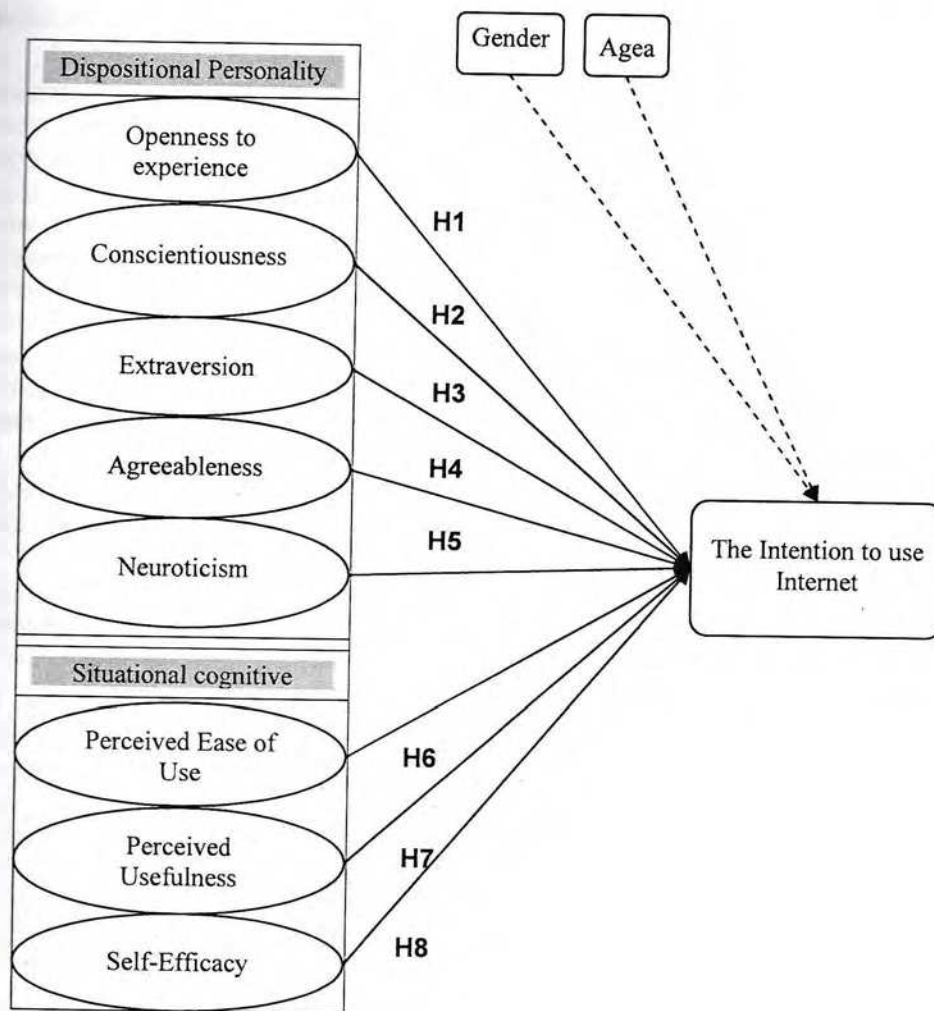 Gender
Agea
Dispositional Personality
Openness to
experience
H1
Conscientiousness
H2
Extraversion
H3
Agreeableness
H4
H5
Neuroticism
The Intention to use
Internet
Situational cognitive
Perceived Ease of
Use
H6
Perceived
Usefulness
H7
Self-Efficacy
H8